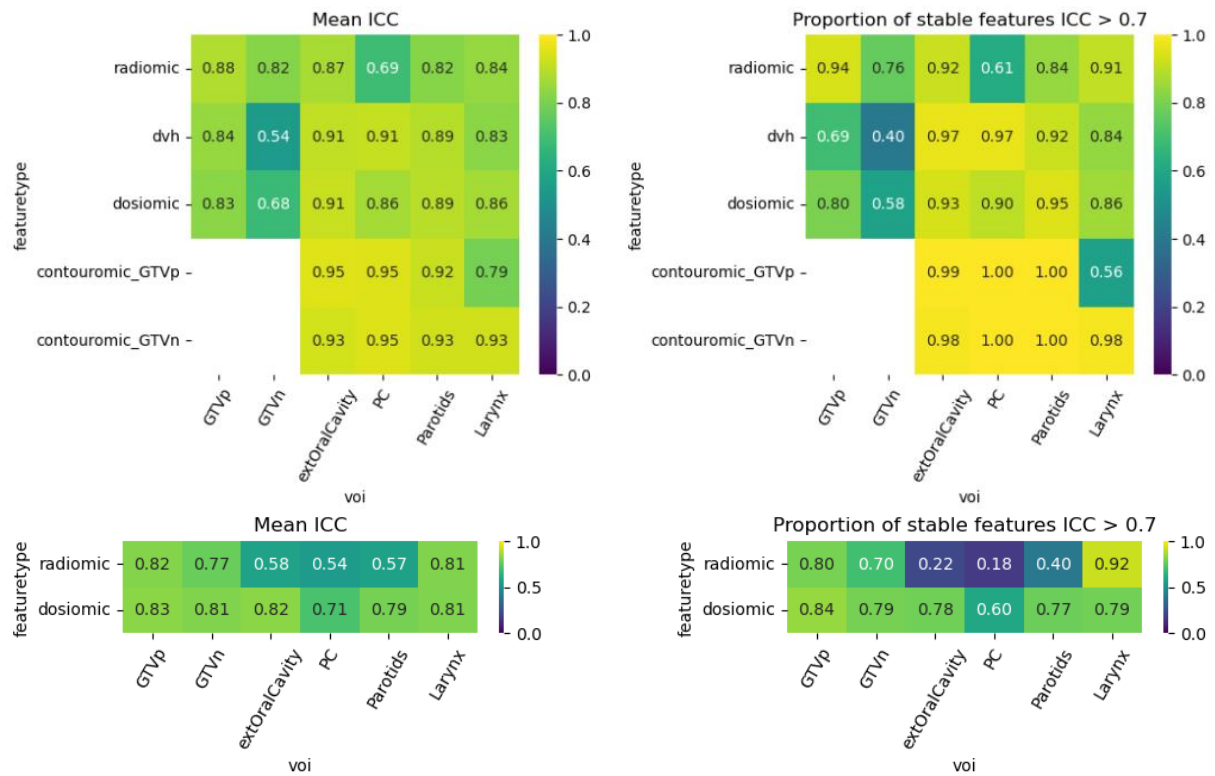 Mean ICC
featuretype
radiomic 0.88 0.82 0.87 0.69 0.82 0.84
dvh 0.84 0.54 0.91 0.91 0.89 0.83
dosiomic 0.83 0.68 0.91 0.86 0.89 0.86
contouromic_GTVp 0.95 0.95 0.92 0.79
contouromic_GTVn 0.93 0.95 0.93 0.93
GTVp GTVn extOralCavity PC Parotids Larynx
voi
1.0
0.8
0.6
0.4
0.2
0.0
Proportion of stable features ICC > 0.7
featuretype
radiomic 0.94 0.76 0.92 0.61 0.84 0.91
dvh 0.69 0.40 0.97 0.97 0.92 0.84
dosiomic 0.80 0.58 0.93 0.90 0.95 0.86
contouromic_GTVp 0.99 1.00 1.00 0.56
contouromic_GTVn 0.98 1.00 1.00 0.98
GTVp GTVn extOralCavity PC Parotids Larynx
voi
1.0
0.8
0.6
0.4
0.2
0.0
Mean ICC
featuretype
radiomic 0.82 0.77 0.58 0.54 0.57 0.81
dosiomic 0.83 0.81 0.82 0.71 0.79 0.81
GTVp GTVn extOralCavity PC Parotids Larynx
voi
1.0
0.5
0.0
Proportion of stable features ICC > 0.7
featuretype
radiomic 0.80 0.70 0.22 0.18 0.40 0.92
dosiomic 0.84 0.79 0.78 0.60 0.77 0.79
GTVp GTVn extOralCavity PC Parotids Larynx
voi
1.0
0.5
0.0